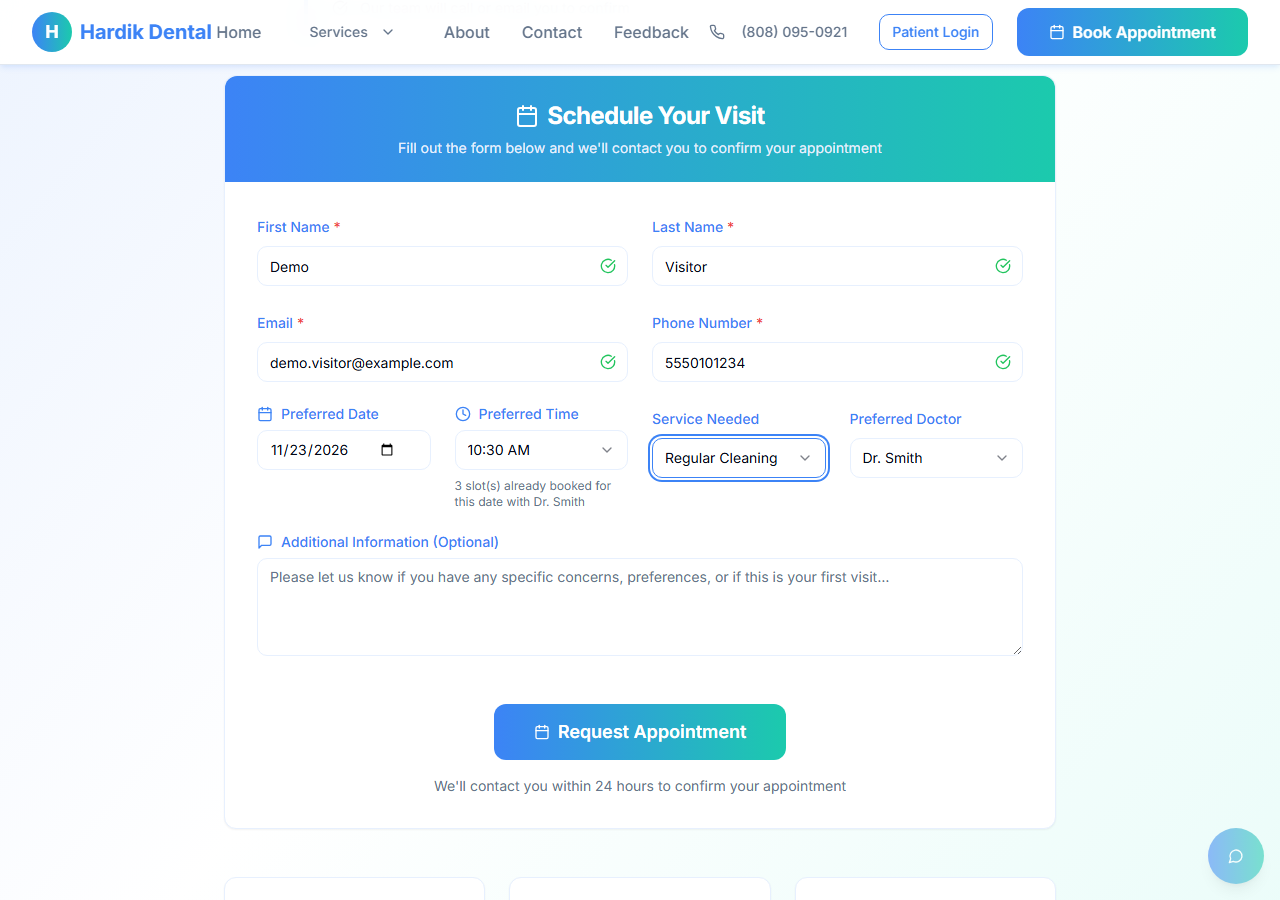 H Hardik Dental Home Services About Contact Feedback (808) 095-0921 Patient Login Book Appointment
Schedule Your Visit
Fill out the form below and we'll contact you to confirm your appointment
First Name * Last Name *
Demo Visitor
Email * Phone Number *
demo.visitor@example.com 5550101234
Preferred Date Preferred Time Service Needed Preferred Doctor
11/23/2026 10:30 AM Regular Cleaning Dr. Smith
3 slot(s) already booked for
this date with Dr. Smith
Additional Information (Optional)
Please let us know if you have any specific concerns, preferences, or if this is your first visit...
Request Appointment
We'll contact you within 24 hours to confirm your appointment